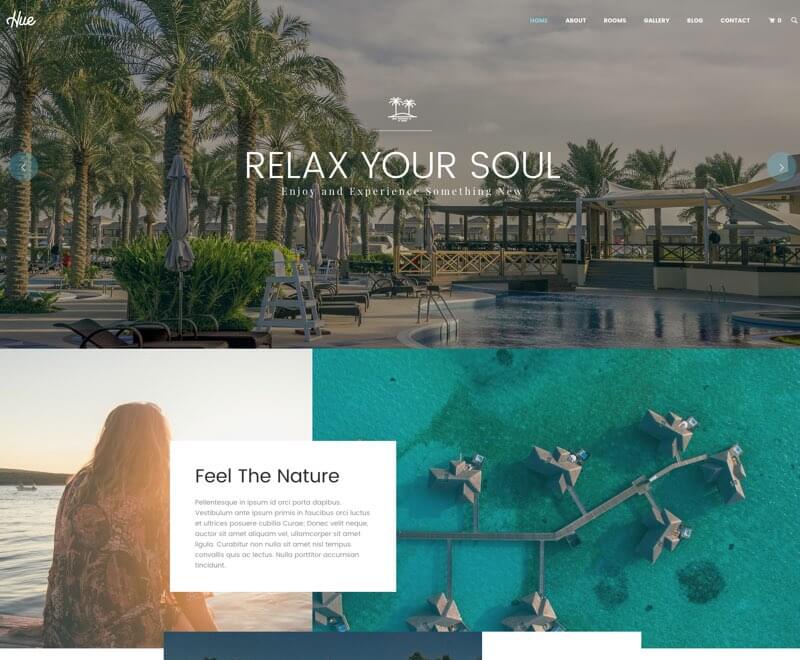 Hue
HOME ABOUT ROOMS GALLERY BLOG CONTACT 0
RELAX YOUR SOUL
Enjoy and Experience Something New
Feel The Nature
Pellentesque in ipsum id orci porta dapibus.
Vestibulum ante ipsum primis in faucibus orci luctus
et ultrices posuere cubilia Curae; Donec velit neque,
auctor sit amet aliquam vel, ullamcorper sit amet
ligula. Curabitur non nulla sit amet nisl tempus
convallis quis ac lectus. Nulla porttitor accumsan
tincidunt.